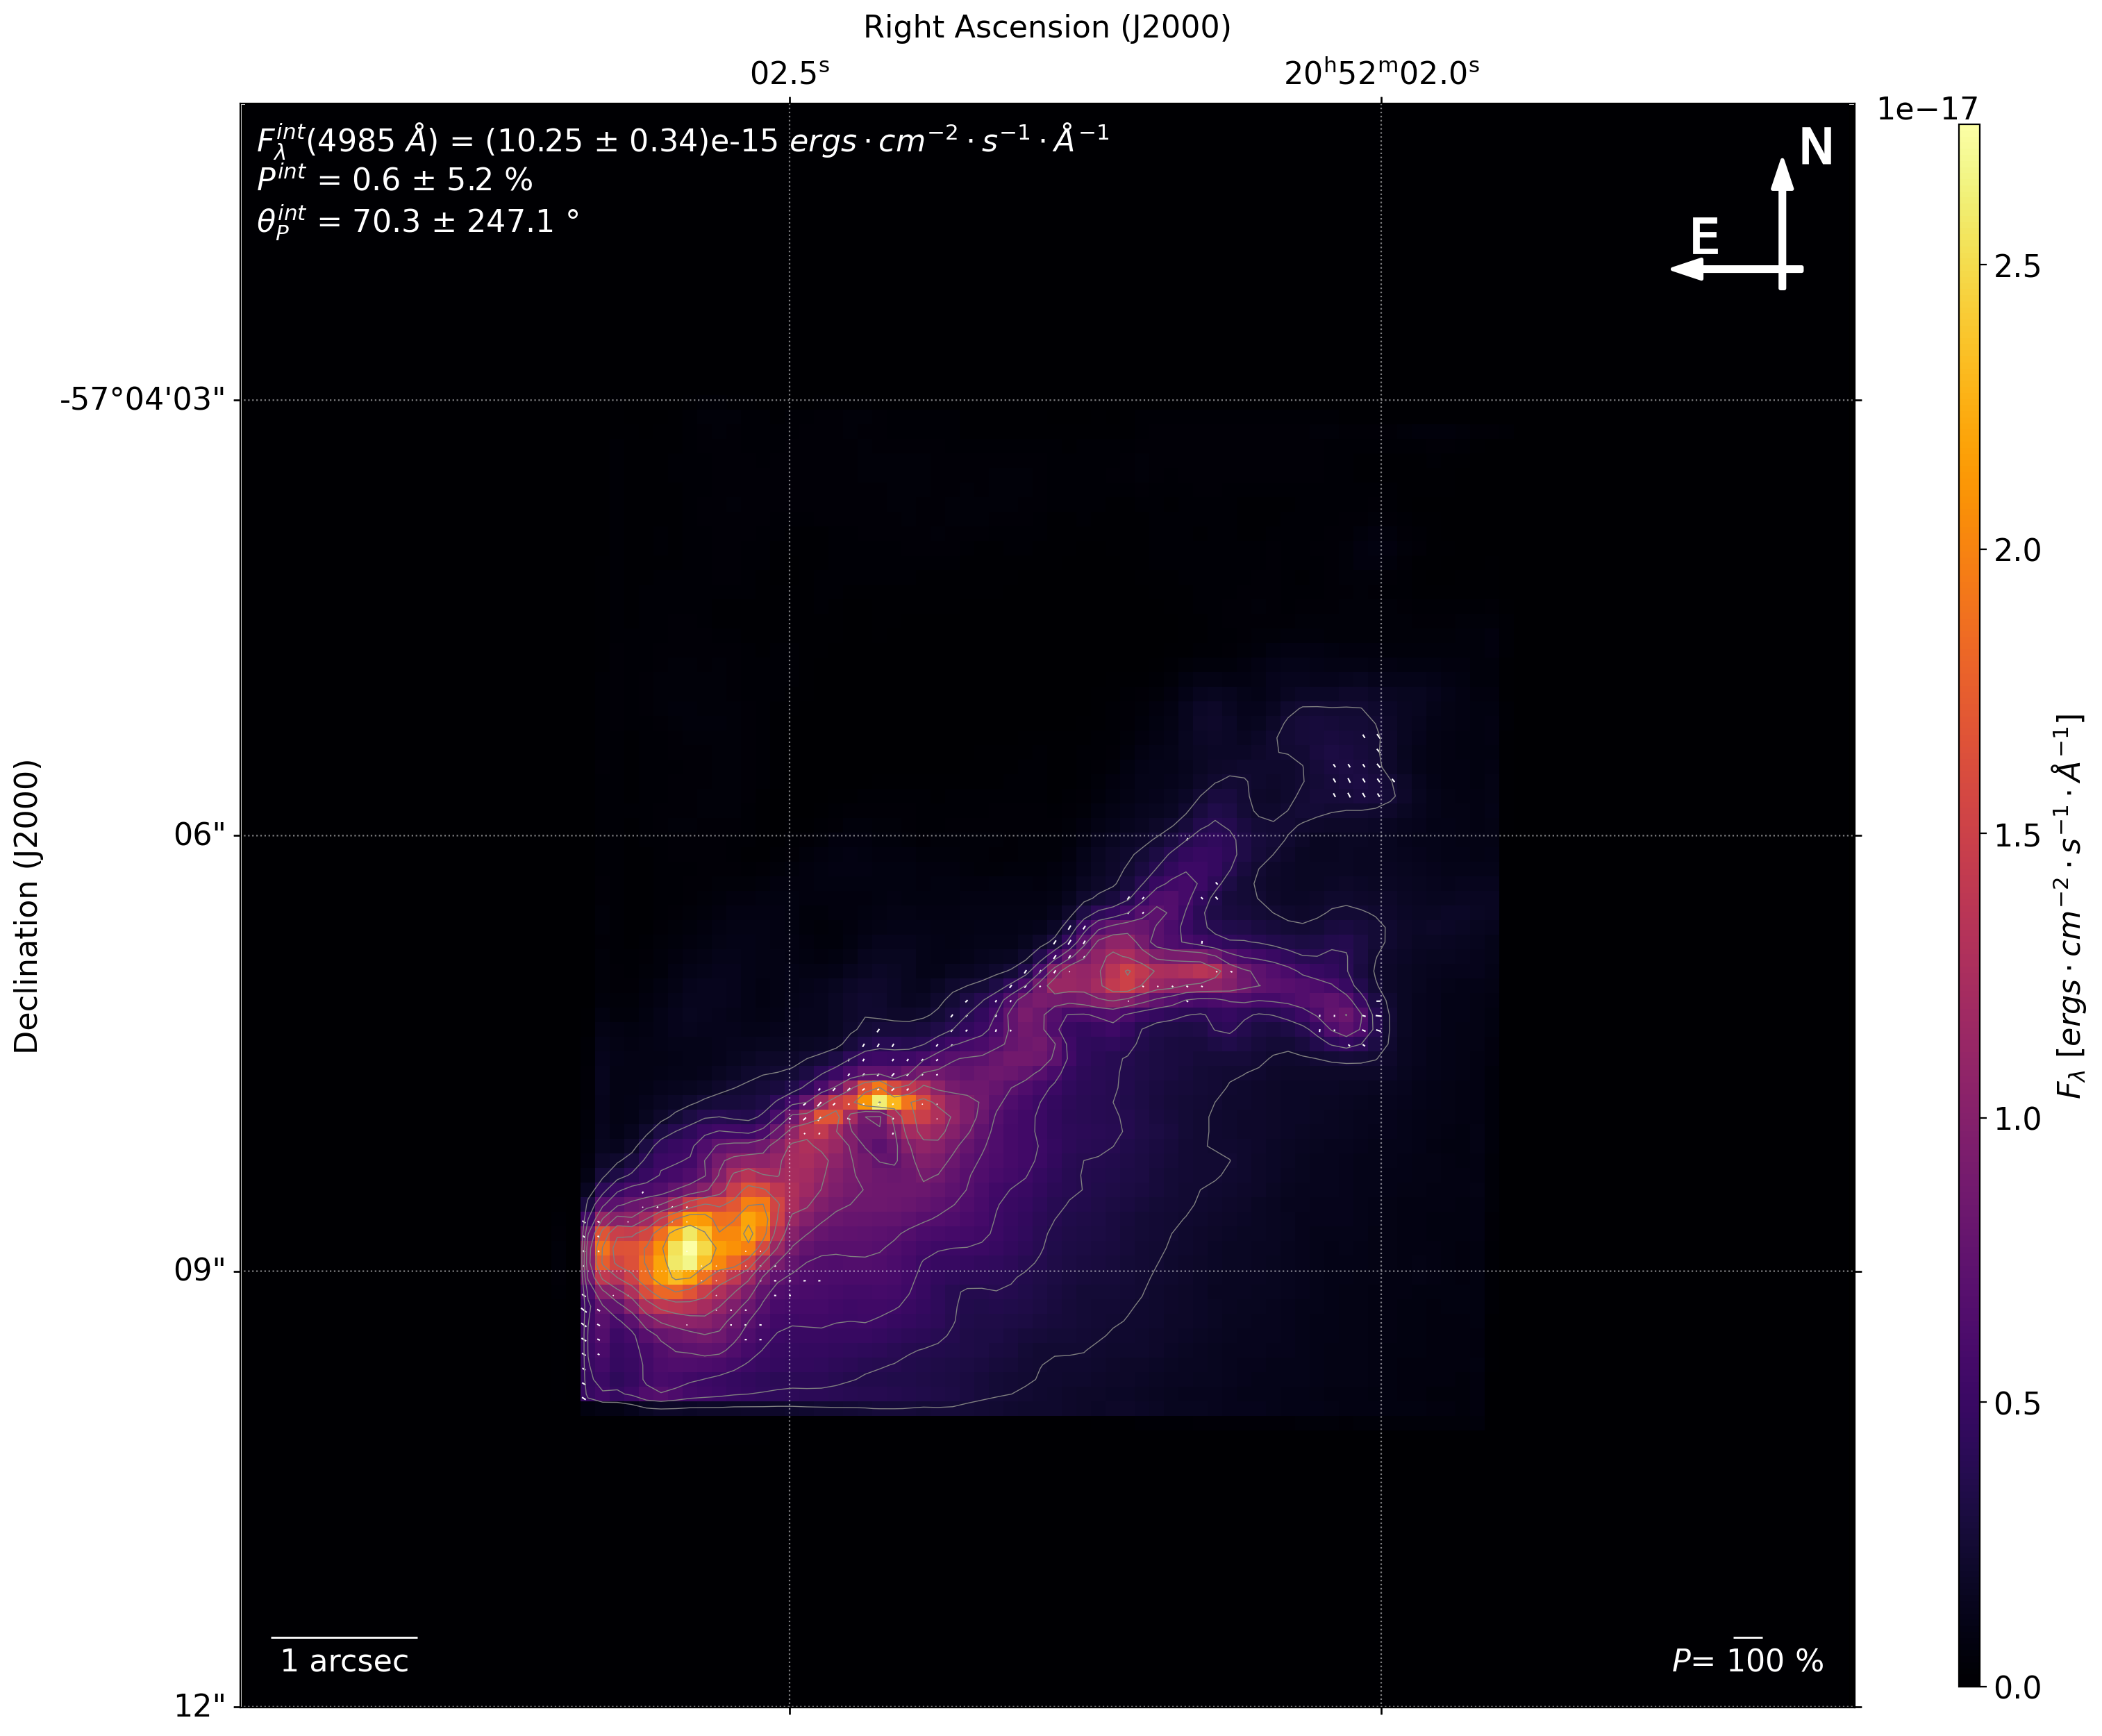 Right Ascension (J2000)
02.5ˢ 20ʰ52ᵐ02.0ˢ
1e−17
F_λ^int(4985 Å) = (10.25 ± 0.34)e-15 ergs · cm⁻² · s⁻¹ · Å⁻¹
P^int = 0.6 ± 5.2 %
θ_P^int = 70.3 ± 247.1 °
N
E
-57°04'03"
06"
09"
12"
Declination (J2000)
2.5
2.0
1.5
1.0
0.5
0.0
F_λ [ergs · cm⁻² · s⁻¹ · Å⁻¹]
1 arcsec
P= 100 %